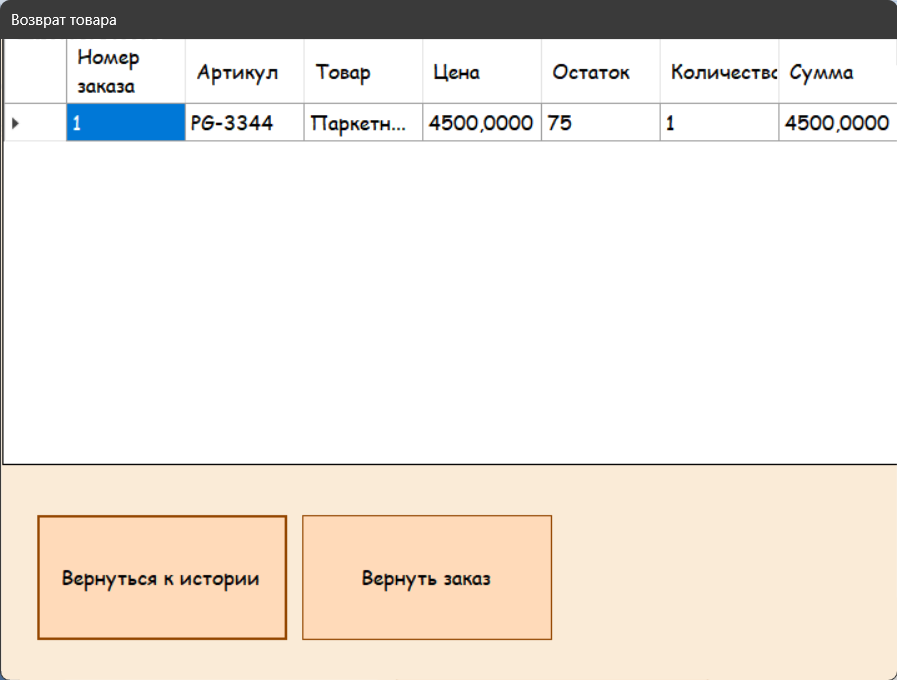 Возврат товара
Номер заказа Артикул Товар Цена Остаток Количество Сумма
1 PG-3344 Паркетн... 4500,0000 75 1 4500,0000
Вернуться к истории Вернуть заказ